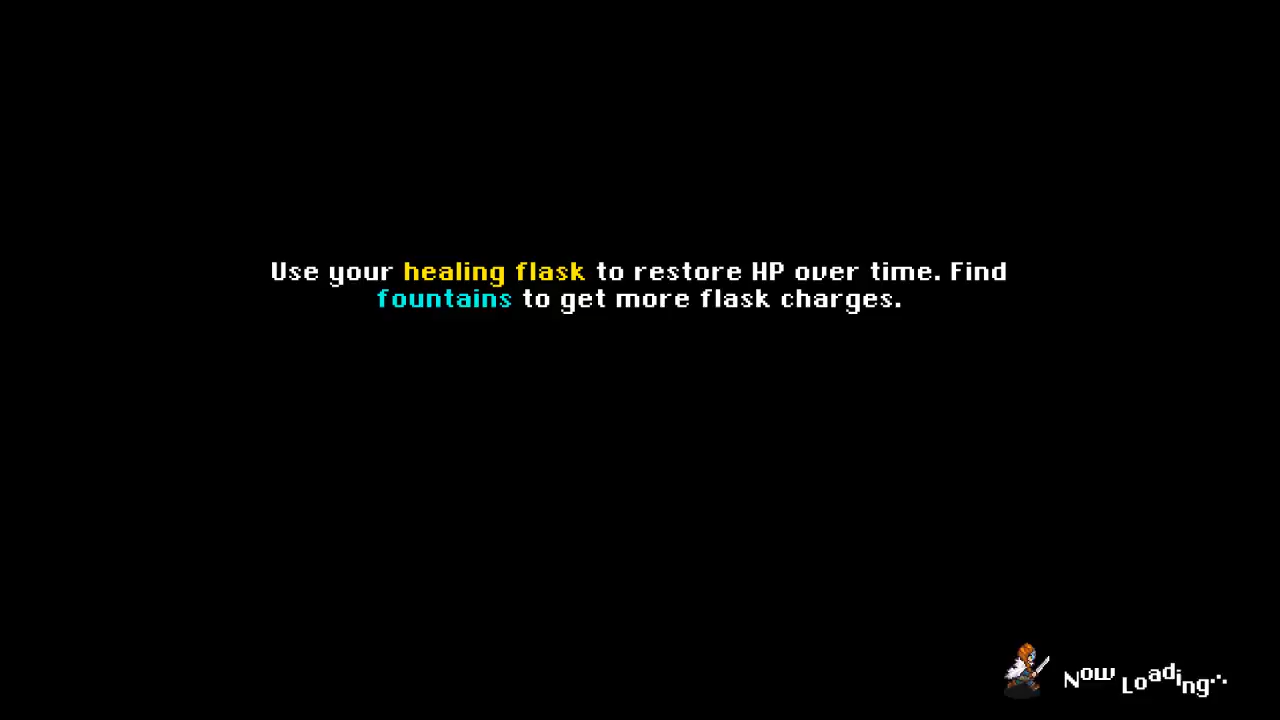 Use your healing flask to restore HP over time. Find
fountains to get more flask charges.
Now Loading...